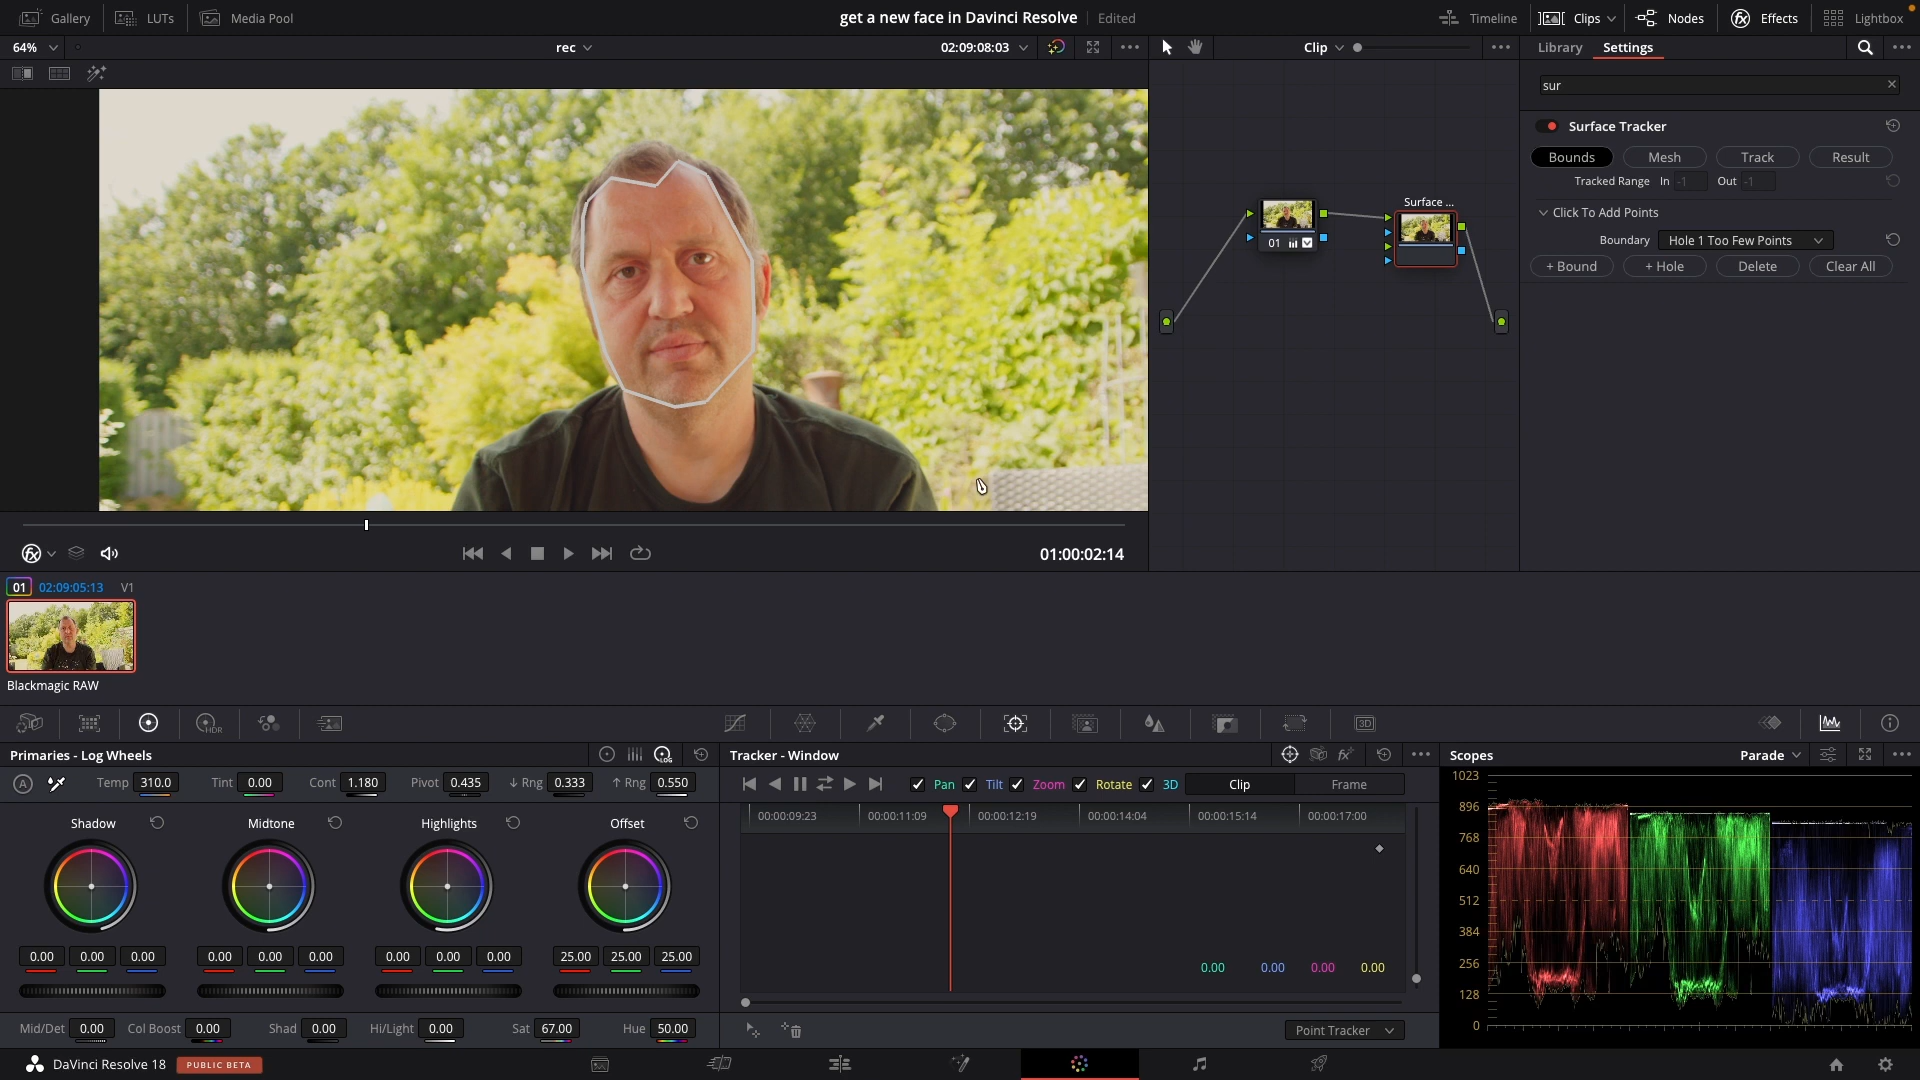 Gallery LUTs Media Pool get a new face in Davinci Resolve Edited Timeline Clips Nodes Effects Lightbox
64% rec 02:09:08:03 Clip Library Settings
sur
Surface Tracker
Bounds Mesh Track Result
Tracked Range In -1 Out -1
Click To Add Points
Boundary Hole 1 Too Few Points
+ Bound + Hole Delete Clear All
Surface ...
01
01:00:02:14
01 02:09:05:13 V1
Blackmagic RAW
HDR 3D
Primaries - Log Wheels LOG Tracker - Window Scopes Parade
A Temp 310.0 Tint 0.00 Cont 1.180 Pivot 0.435 ↓ Rng 0.333 ↑ Rng 0.550
Pan Tilt Zoom Rotate 3D Clip Frame
Shadow Midtone Highlights Offset
00:00:09:23 00:00:11:09 00:00:12:19 00:00:14:04 00:00:15:14 00:00:17:00
0.00 0.00 0.00 0.00 0.00 0.00 0.00 0.00 0.00 25.00 25.00 25.00
0.00 0.00 0.00 0.00
Mid/Det 0.00 Col Boost 0.00 Shad 0.00 Hi/Light 0.00 Sat 67.00 Hue 50.00
Point Tracker
1023
896
768
640
512
384
256
128
0
DaVinci Resolve 18 PUBLIC BETA